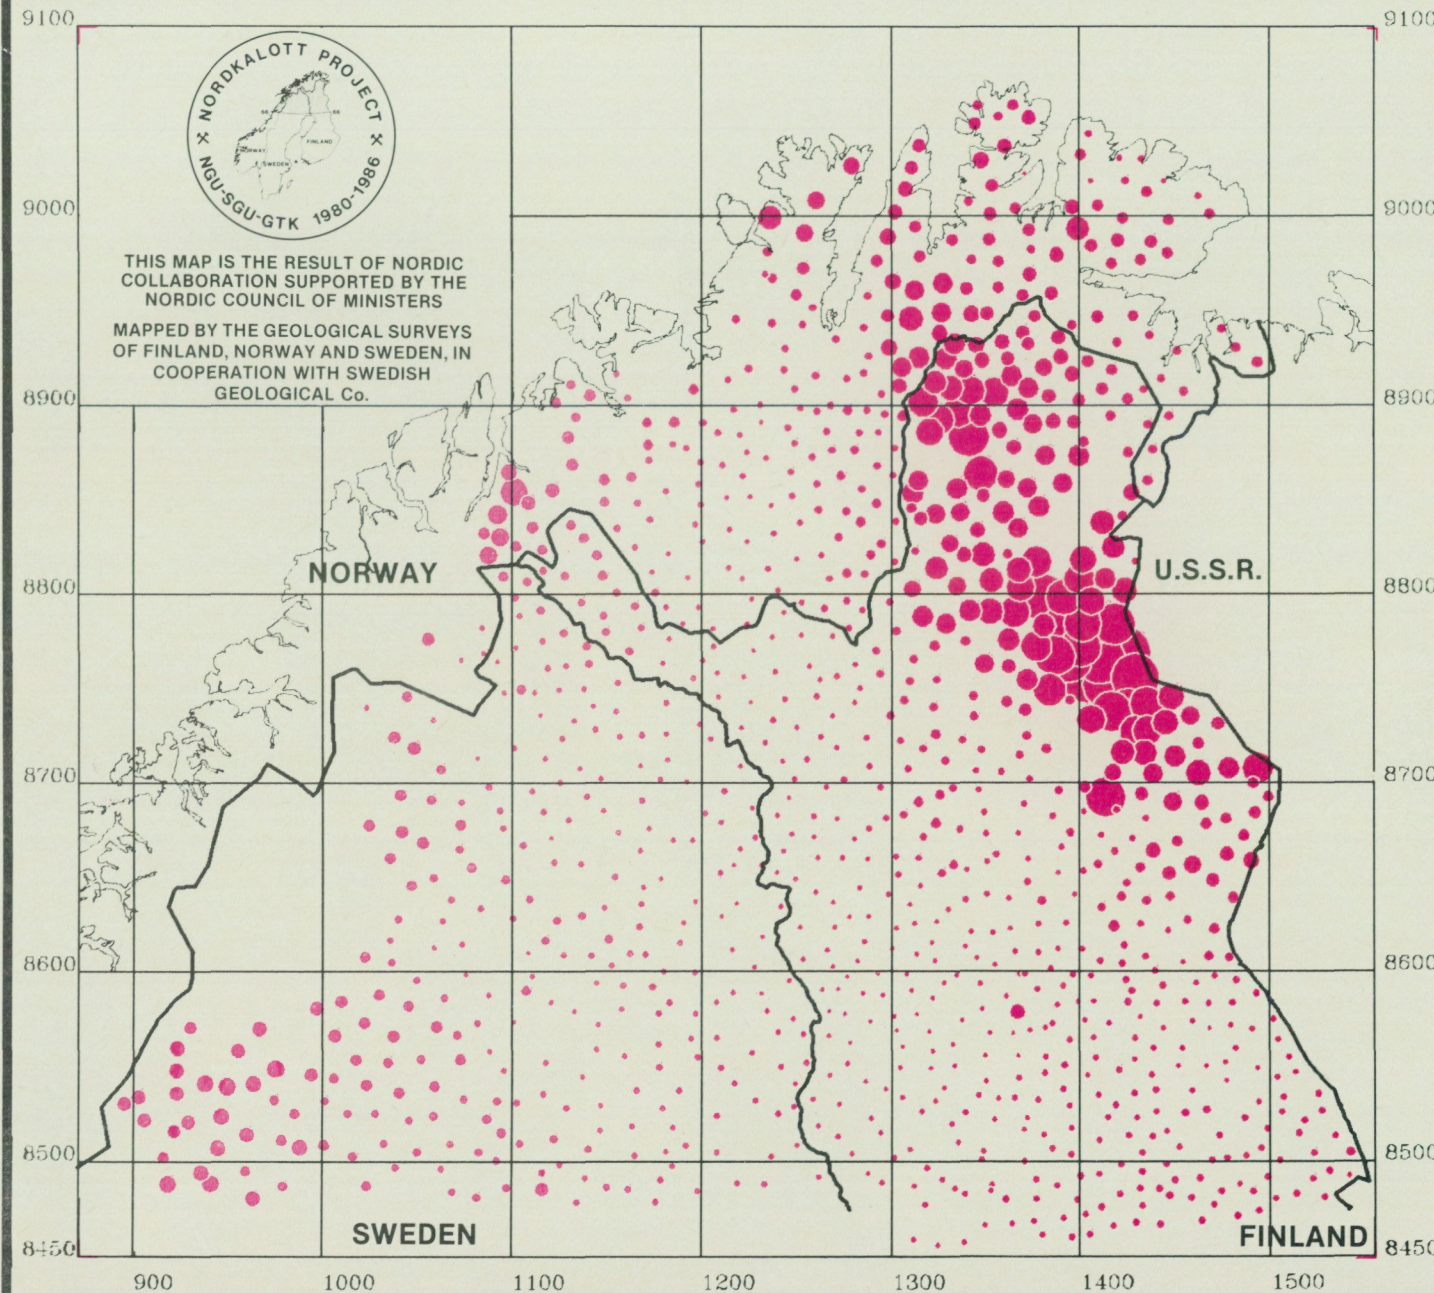 9100
9100
NORDKALOTT PROJECT
NGU-SGU-GTK 1980-1986
NORWAY
SWEDEN
FINLAND
9000
9000
THIS MAP IS THE RESULT OF NORDIC
COLLABORATION SUPPORTED BY THE
NORDIC COUNCIL OF MINISTERS
MAPPED BY THE GEOLOGICAL SURVEYS
OF FINLAND, NORWAY AND SWEDEN, IN
COOPERATION WITH SWEDISH
GEOLOGICAL Co.
8900
8900
NORWAY
U.S.S.R.
8800
8800
8700
8700
8600
8600
8500
8500
SWEDEN
FINLAND
8450
8450
900 1000 1100 1200 1300 1400 1500